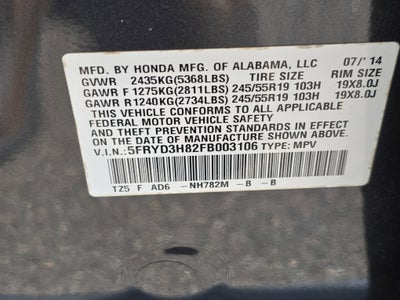 MFD. BY HONDA MFG. OF ALABAMA, LLC 07/'14
GVWR 2435KG(5368LBS) TIRE SIZE RIM SIZE
GAWR F 1275KG(2811LBS) 245/55R19 103H 19X8.0J
GAWR R 1240KG(2734LBS) 245/55R19 103H 19X8.0J
THIS VEHICLE CONFORMS TO ALL APPLICABLE
FEDERAL MOTOR VEHICLE SAFETY
AND THEFT PREVENTION STANDARDS IN EFFECT ON
THE DATE OF MANUFACTURE SHOWN ABOVE.
V.I.N.: 5FRYD3H82FB003106 TYPE: MPV
TZ5 F AD6 -NH782M -B -B